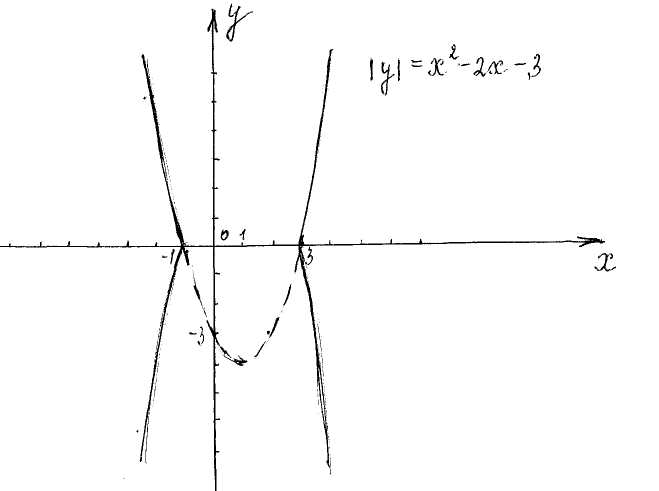 y
|y| = x² - 2x - 3
0 1
-1 3
x
-3